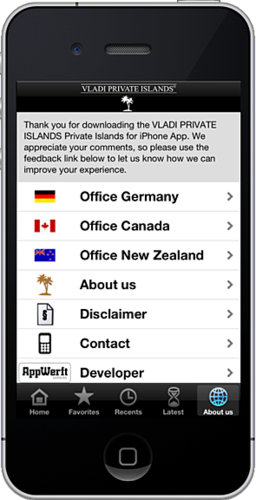 VLADI PRIVATE ISLANDS
Thank you for downloading the VLADI PRIVATE
ISLANDS Private Islands for iPhone App. We
appreciate your comments, so please use the
feedback link below to let us know how we can
improve your experience.
Office Germany
Office Canada
Office New Zealand
About us
§
Disclaimer
Contact
AppWerft
Developer
Home Favorites Recents Latest About us